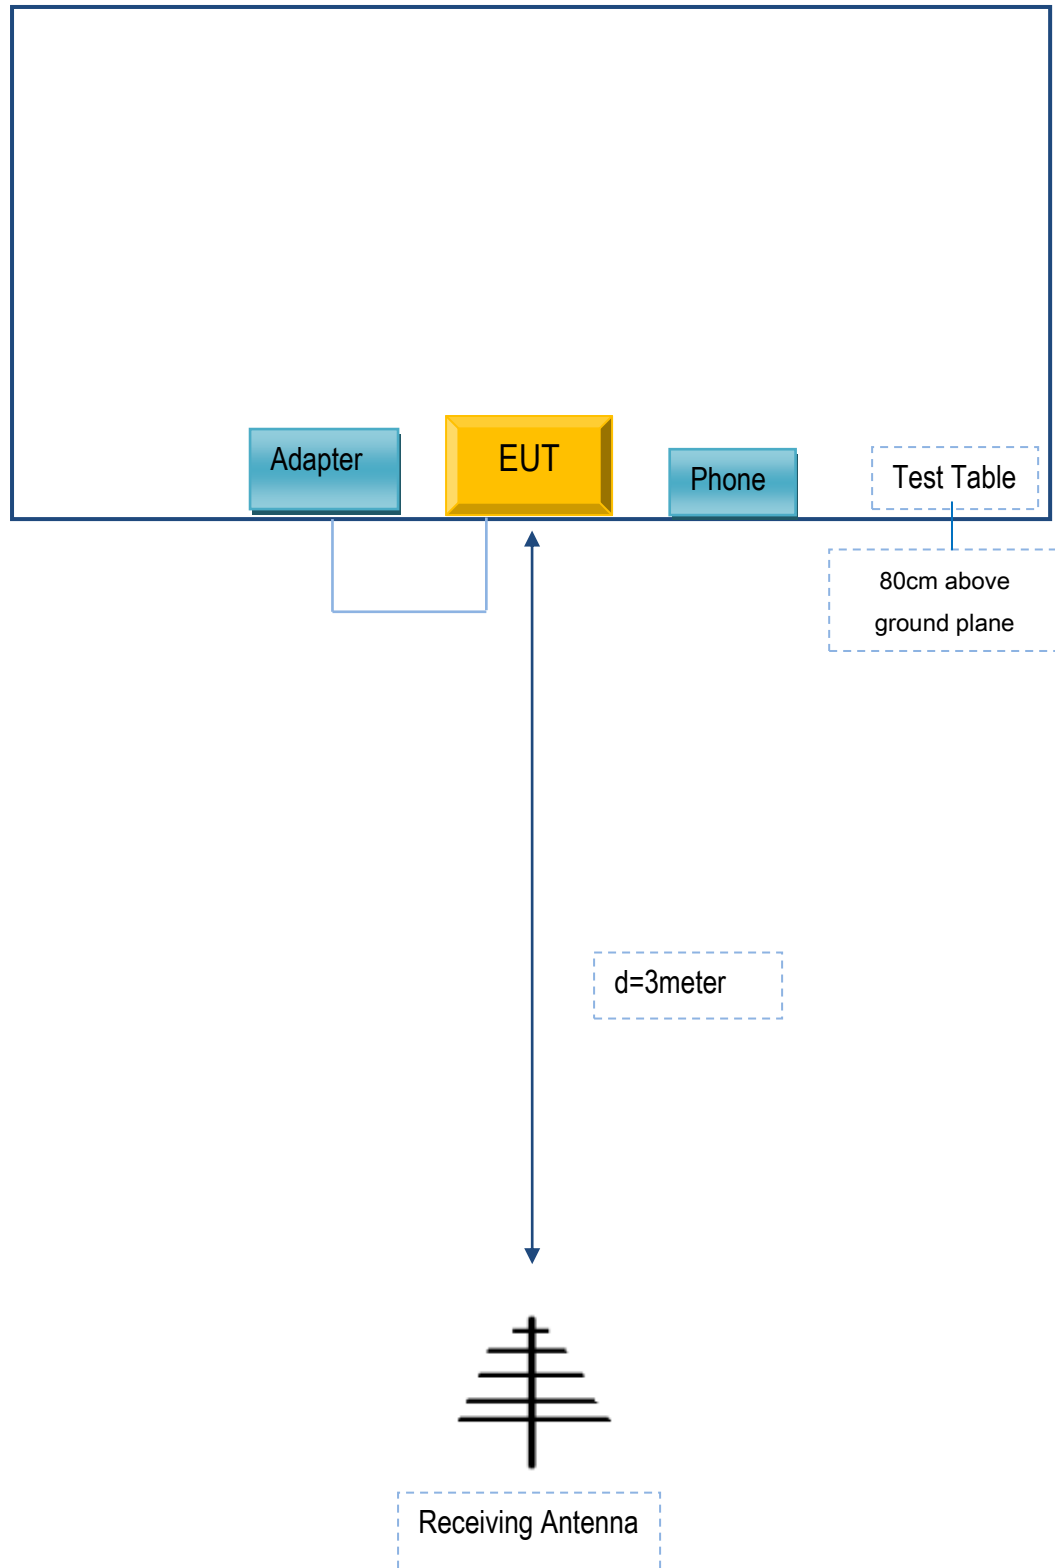 Adapter
EUT
Phone
Test Table
80cm above
ground plane
d=3meter
Receiving Antenna